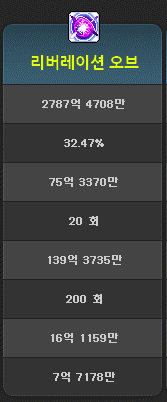 리버레이션 오브
2787억 4708만
32.47%
75억 3370만
20 회
139억 3735만
200 회
16억 1159만
7억 7178만